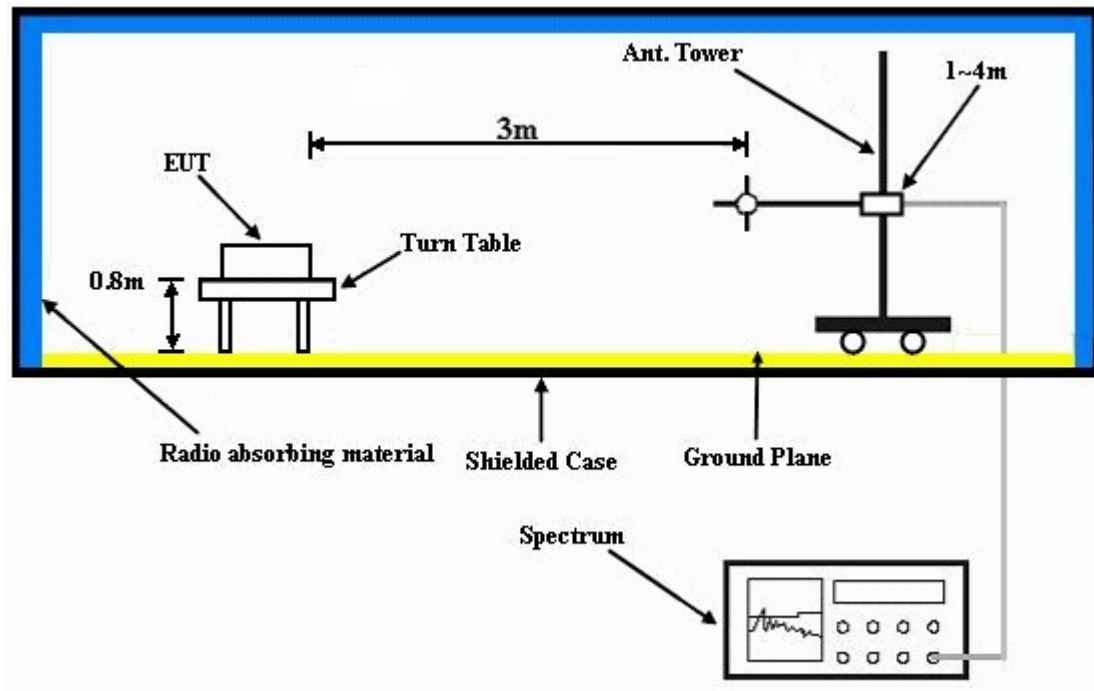 Ant. Tower
1~4m
3m
EUT
Turn Table
0.8m
Radio absorbing material
Shielded Case
Ground Plane
Spectrum